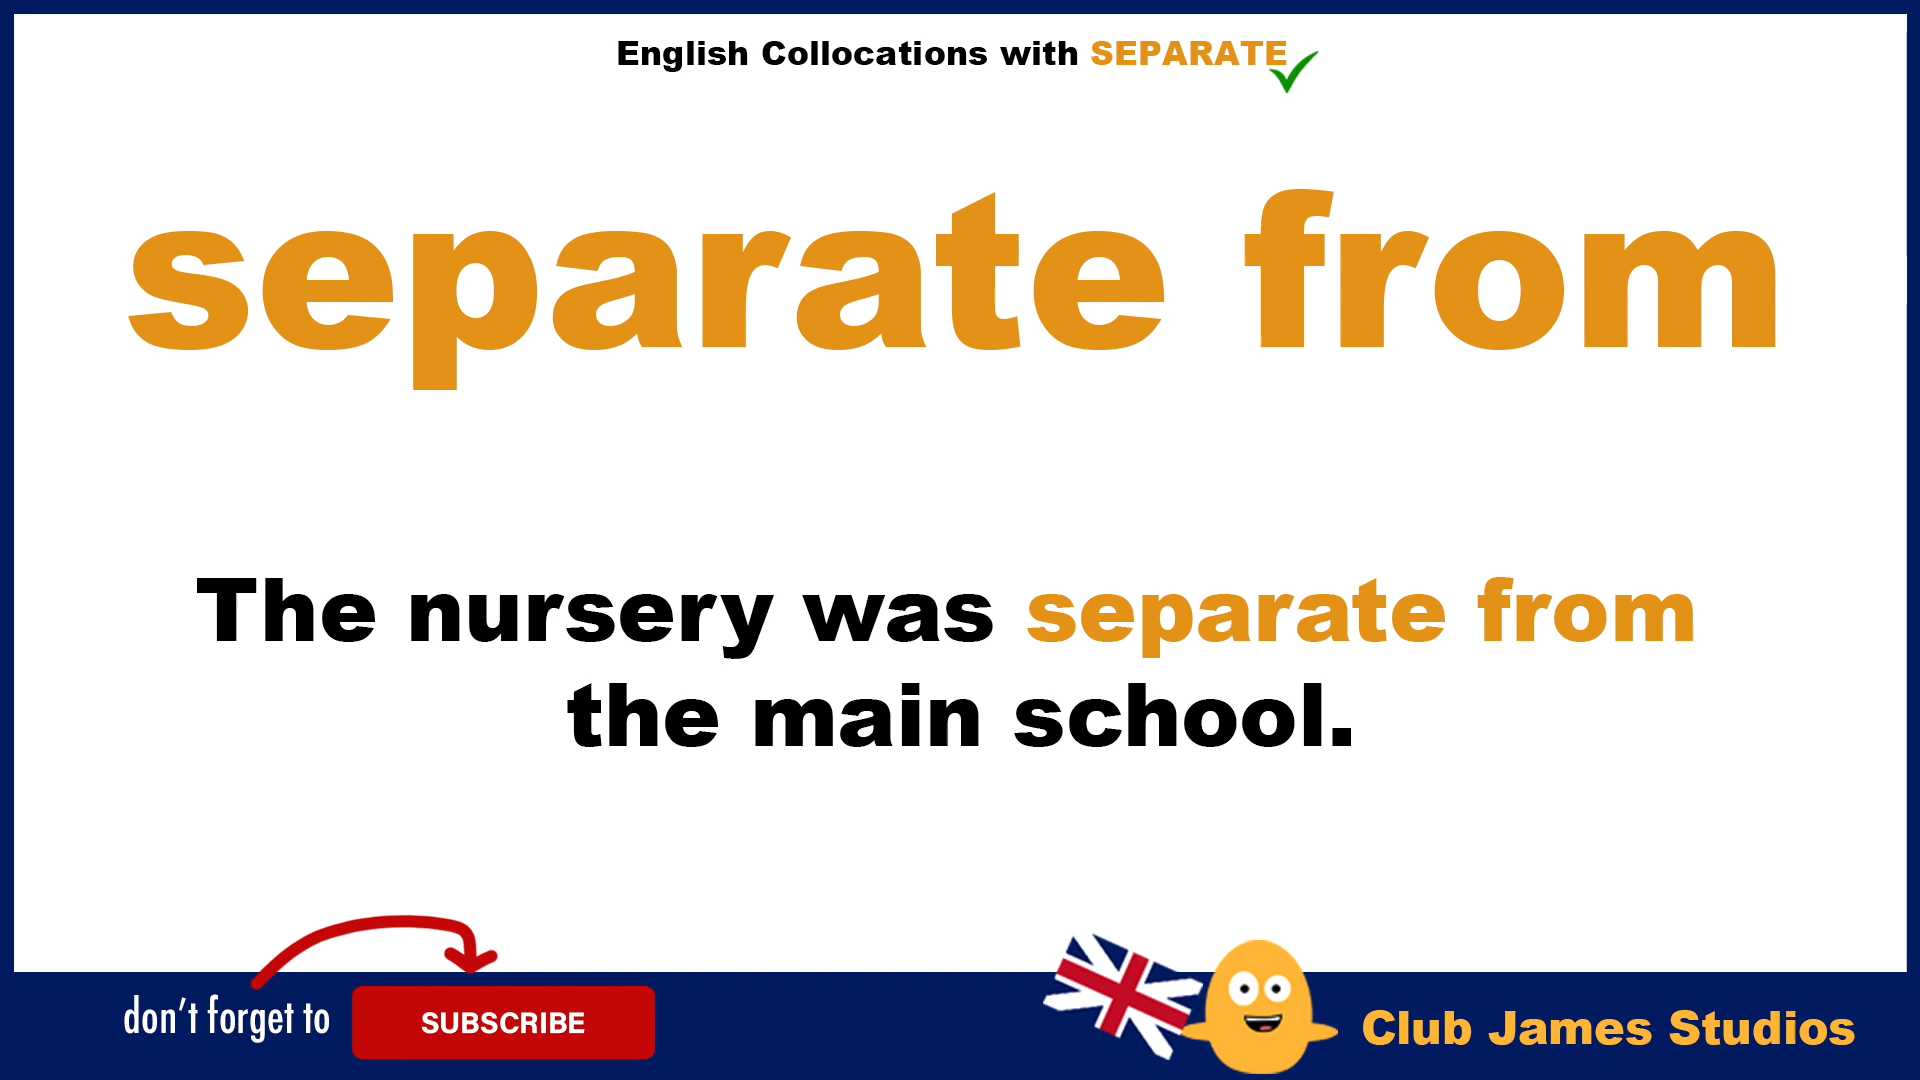 English Collocations with SEPARATE
separate from
The nursery was separate from
the main school.
don't forget to
SUBSCRIBE
Club James Studios